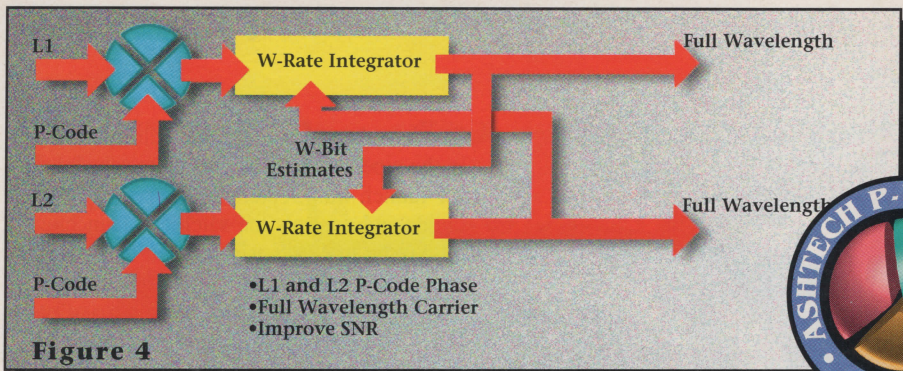 L1
W-Rate Integrator
Full Wavelength
P-Code
W-Bit
Estimates
L2
W-Rate Integrator
Full Wavelength
P-Code
•L1 and L2 P-Code Phase
•Full Wavelength Carrier
•Improve SNR
Figure 4
• ASHTECH P-